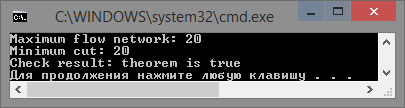 C:\WINDOWS\system32\cmd.exe
Maximum flow network: 20
Minimum cut: 20
Check result: theorem is true
Для продолжения нажмите любую клавишу . . .